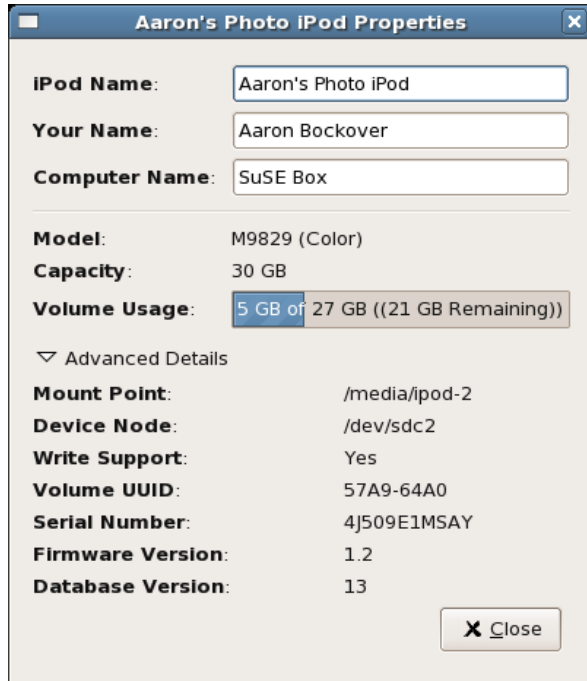 Aaron's Photo iPod Properties
iPod Name: Aaron's Photo iPod
Your Name: Aaron Bockover
Computer Name: SuSE Box
Model: M9829 (Color)
Capacity: 30 GB
Volume Usage: 5 GB of 27 GB ((21 GB Remaining))
Advanced Details
Mount Point: /media/ipod-2
Device Node: /dev/sdc2
Write Support: Yes
Volume UUID: 57A9-64A0
Serial Number: 4J509E1MSAY
Firmware Version: 1.2
Database Version: 13
Close